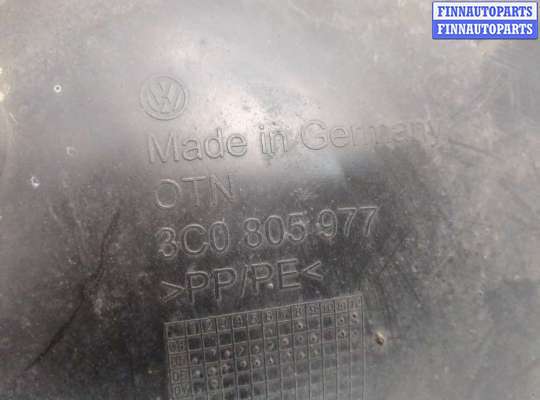 FINNAUTOPARTS
FINNAUTOPARTS
Made in Germany
OTN
3C0 805 977
>PP/PE<